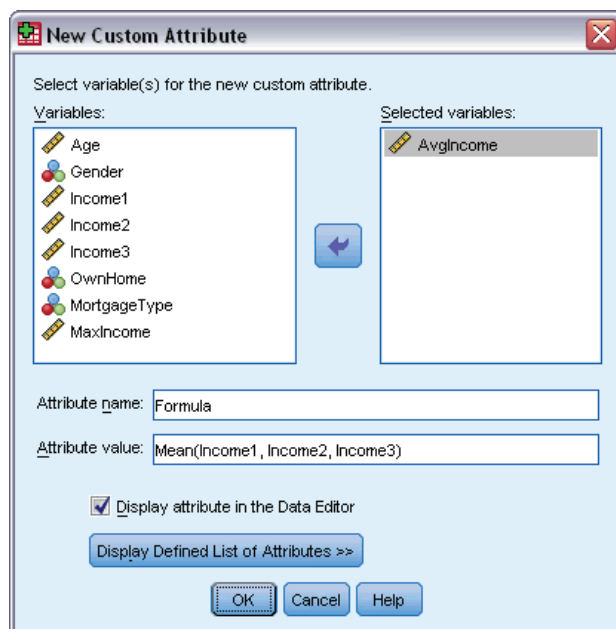 New Custom Attribute
Select variable(s) for the new custom attribute.
Variables:
Age
Gender
Income1
Income2
Income3
OwnHome
MortgageType
MaxIncome
Selected variables:
AvgIncome
Attribute name: Formula
Attribute value: Mean(Income1, Income2, Income3)
Display attribute in the Data Editor
Display Defined List of Attributes >>
OK Cancel Help